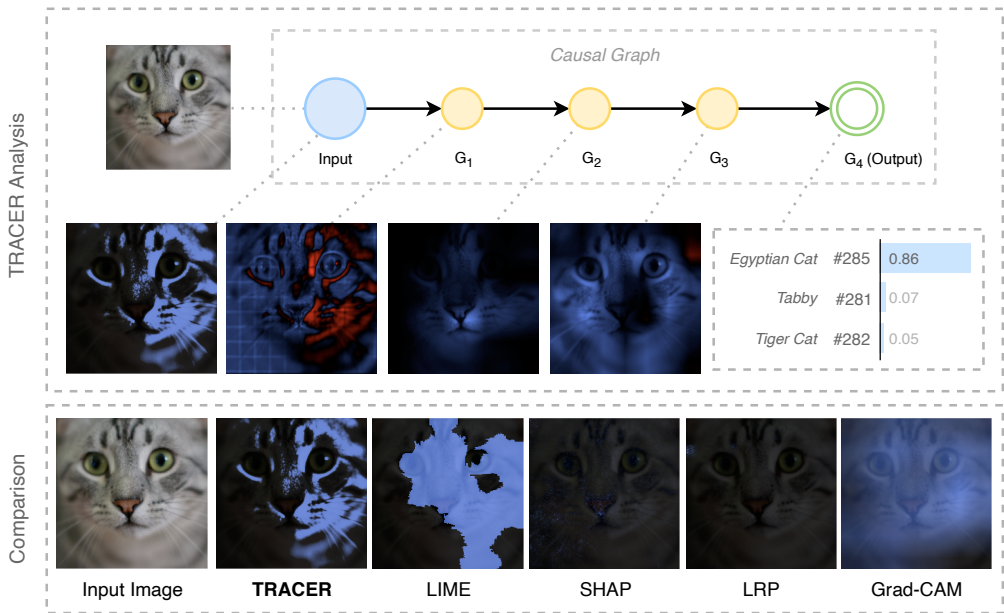 TRACER Analysis
Causal Graph
Input
G1
G2
G3
G4 (Output)
Egyptian Cat #285 0.86
Tabby #281 0.07
Tiger Cat #282 0.05
Comparison
Input Image
TRACER
LIME
SHAP
LRP
Grad-CAM